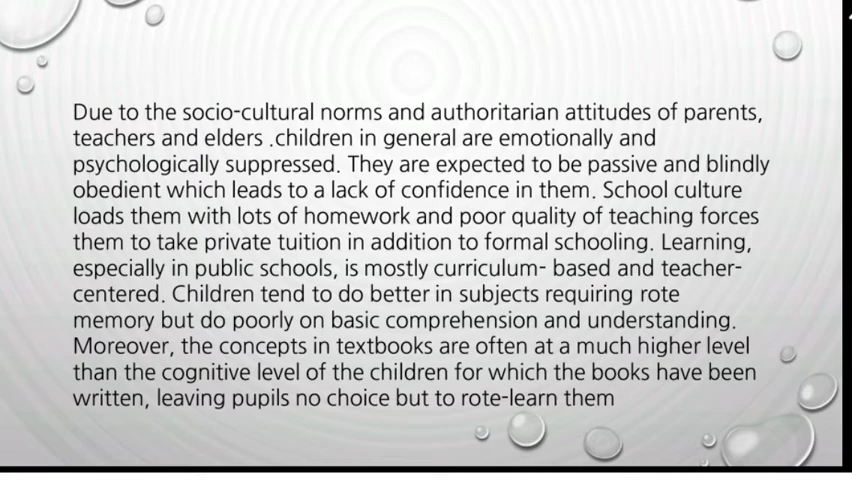 Due to the socio-cultural norms and authoritarian attitudes of parents,
teachers and elders .children in general are emotionally and
psychologically suppressed. They are expected to be passive and blindly
obedient which leads to a lack of confidence in them. School culture
loads them with lots of homework and poor quality of teaching forces
them to take private tuition in addition to formal schooling. Learning,
especially in public schools, is mostly curriculum- based and teacher-
centered. Children tend to do better in subjects requiring rote
memory but do poorly on basic comprehension and understanding.
Moreover, the concepts in textbooks are often at a much higher level
than the cognitive level of the children for which the books have been
written, leaving pupils no choice but to rote-learn them